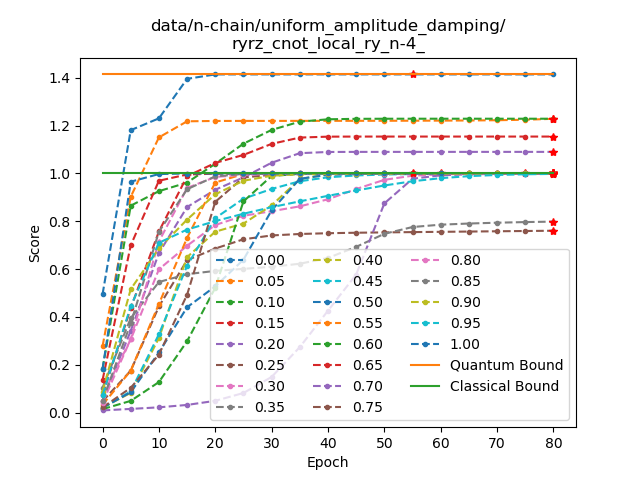 data/n-chain/uniform_amplitude_damping/
ryrz_cnot_local_ry_n-4_
Score
1.4
1.2
1.0
0.8
0.6
0.4
0.2
0.0
0.00 0.40 0.80
0.05 0.45 0.85
0.10 0.50 0.90
0.15 0.55 0.95
0.20 0.60 1.00
0.25 0.65 Quantum Bound
0.30 0.70 Classical Bound
0.35 0.75
0 10 20 30 40 50 60 70 80
Epoch